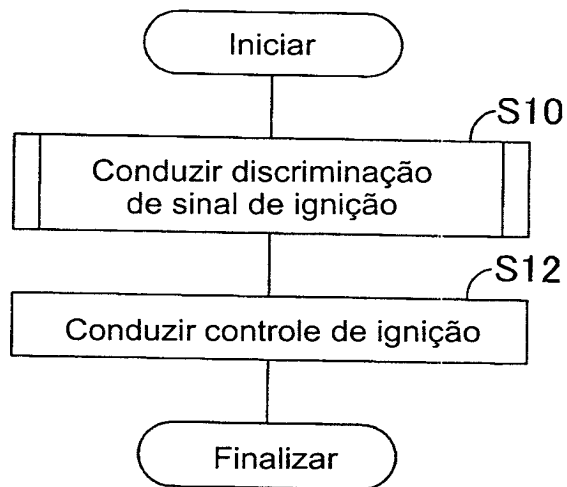 Iniciar
S10
Conduzir discriminação
de sinal de ignição
S12
Conduzir controle de ignição
Finalizar